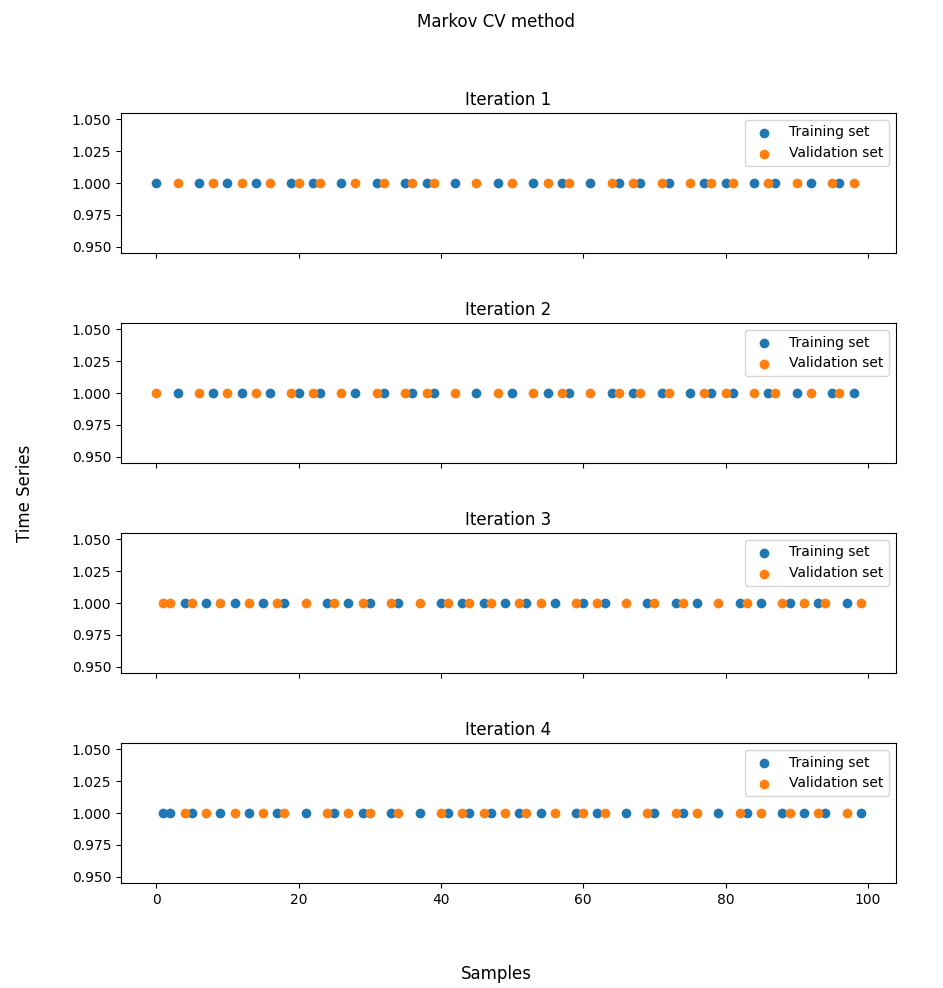 Markov CV method
Iteration 1
1.050
1.025
1.000
0.975
0.950
Training set
Validation set
Iteration 2
1.050
1.025
1.000
0.975
0.950
Training set
Validation set
Time Series
Iteration 3
1.050
1.025
1.000
0.975
0.950
Training set
Validation set
Iteration 4
1.050
1.025
1.000
0.975
0.950
Training set
Validation set
0 20 40 60 80 100
Samples